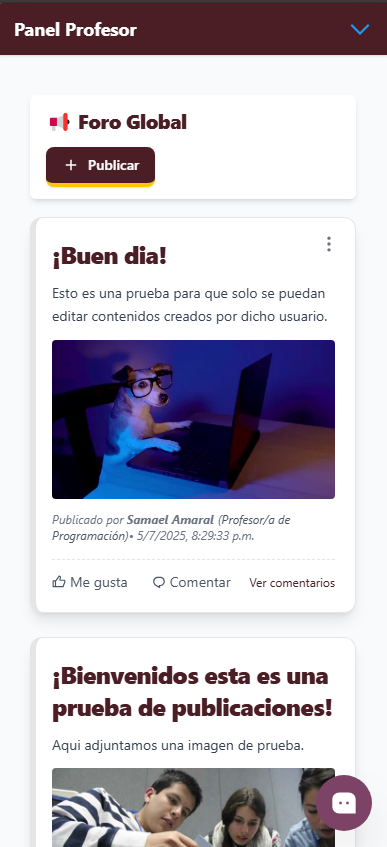 Panel Profesor
Foro Global
+ Publicar
¡Buen dia!
Esto es una prueba para que solo se puedan
editar contenidos creados por dicho usuario.
Publicado por Samael Amaral (Profesor/a de
Programación)• 5/7/2025, 8:29:33 p.m.
Me gusta Comentar Ver comentarios
¡Bienvenidos esta es una
prueba de publicaciones!
Aqui adjuntamos una imagen de prueba.